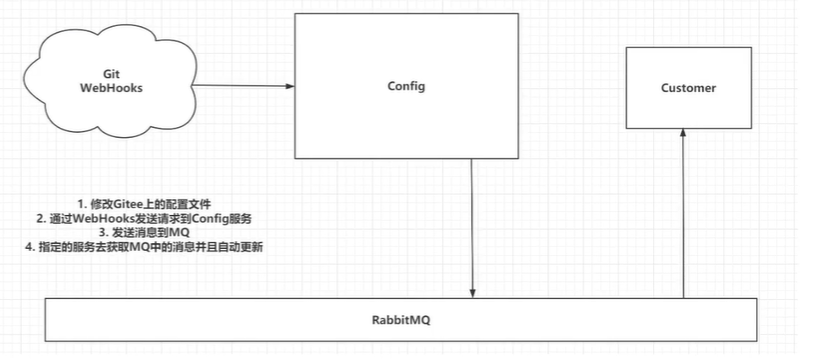 Git
WebHooks
Config
Customer
1. 修改Gitee上的配置文件
2. 通过WebHooks发送请求到Config服务
3. 发送消息到MQ
4. 指定的服务去获取MQ中的消息并且自动更新
RabbitMQ